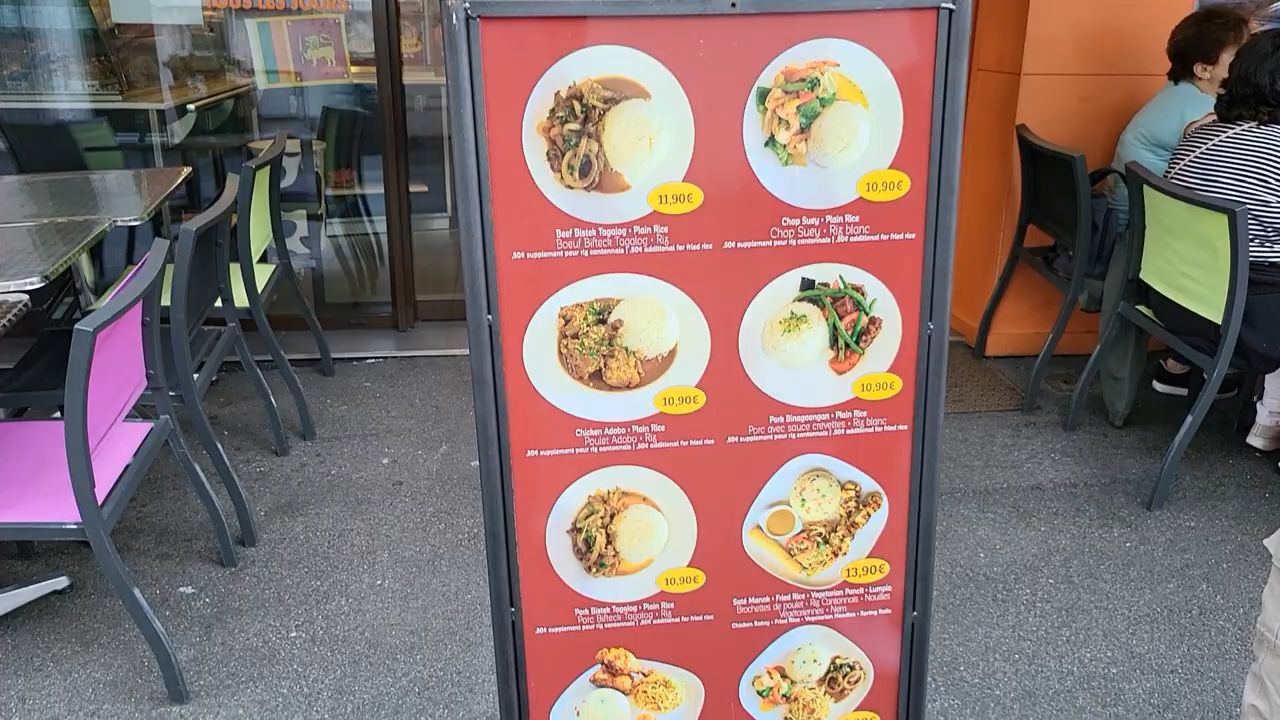 TOUS LES JOURS
11,90€
10,90€
Beef Bistek Tagalog • Plain Rice
Boeuf Bifteck Tagalog • Riz
,50¢ supplement pour riz cantonnais | ,50¢ additional for fried rice
Chop Suey • Plain Rice
Chop Suey • Riz blanc
,50¢ supplement pour riz cantonnais | ,50¢ additional for fried rice
10,90€
10,90€
Chicken Adobo • Plain Rice
Poulet Adobo • Riz
,50¢ supplement pour riz cantonnais | ,50¢ additional for fried rice
Pork Binagoongan • Plain Rice
Porc avec sauce crevettes • Riz blanc
,50¢ supplement pour riz cantonnais | ,50¢ additional for fried rice
10,90€
13,90€
Pork Bistek Tagalog • Plain Rice
Porc Bifteck Tagalog • Riz
,50¢ supplement pour riz cantonnais | ,50¢ additional for fried rice
Saté Manok • Fried Rice • Vegetarian Pancit • Lumpia
Brochettes de poulet • Riz Cantonnais • Nouilles
Végétariennes • Nem
Chicken Satey • Fried Rice • Vegetarian Noodles • Spring Rolls